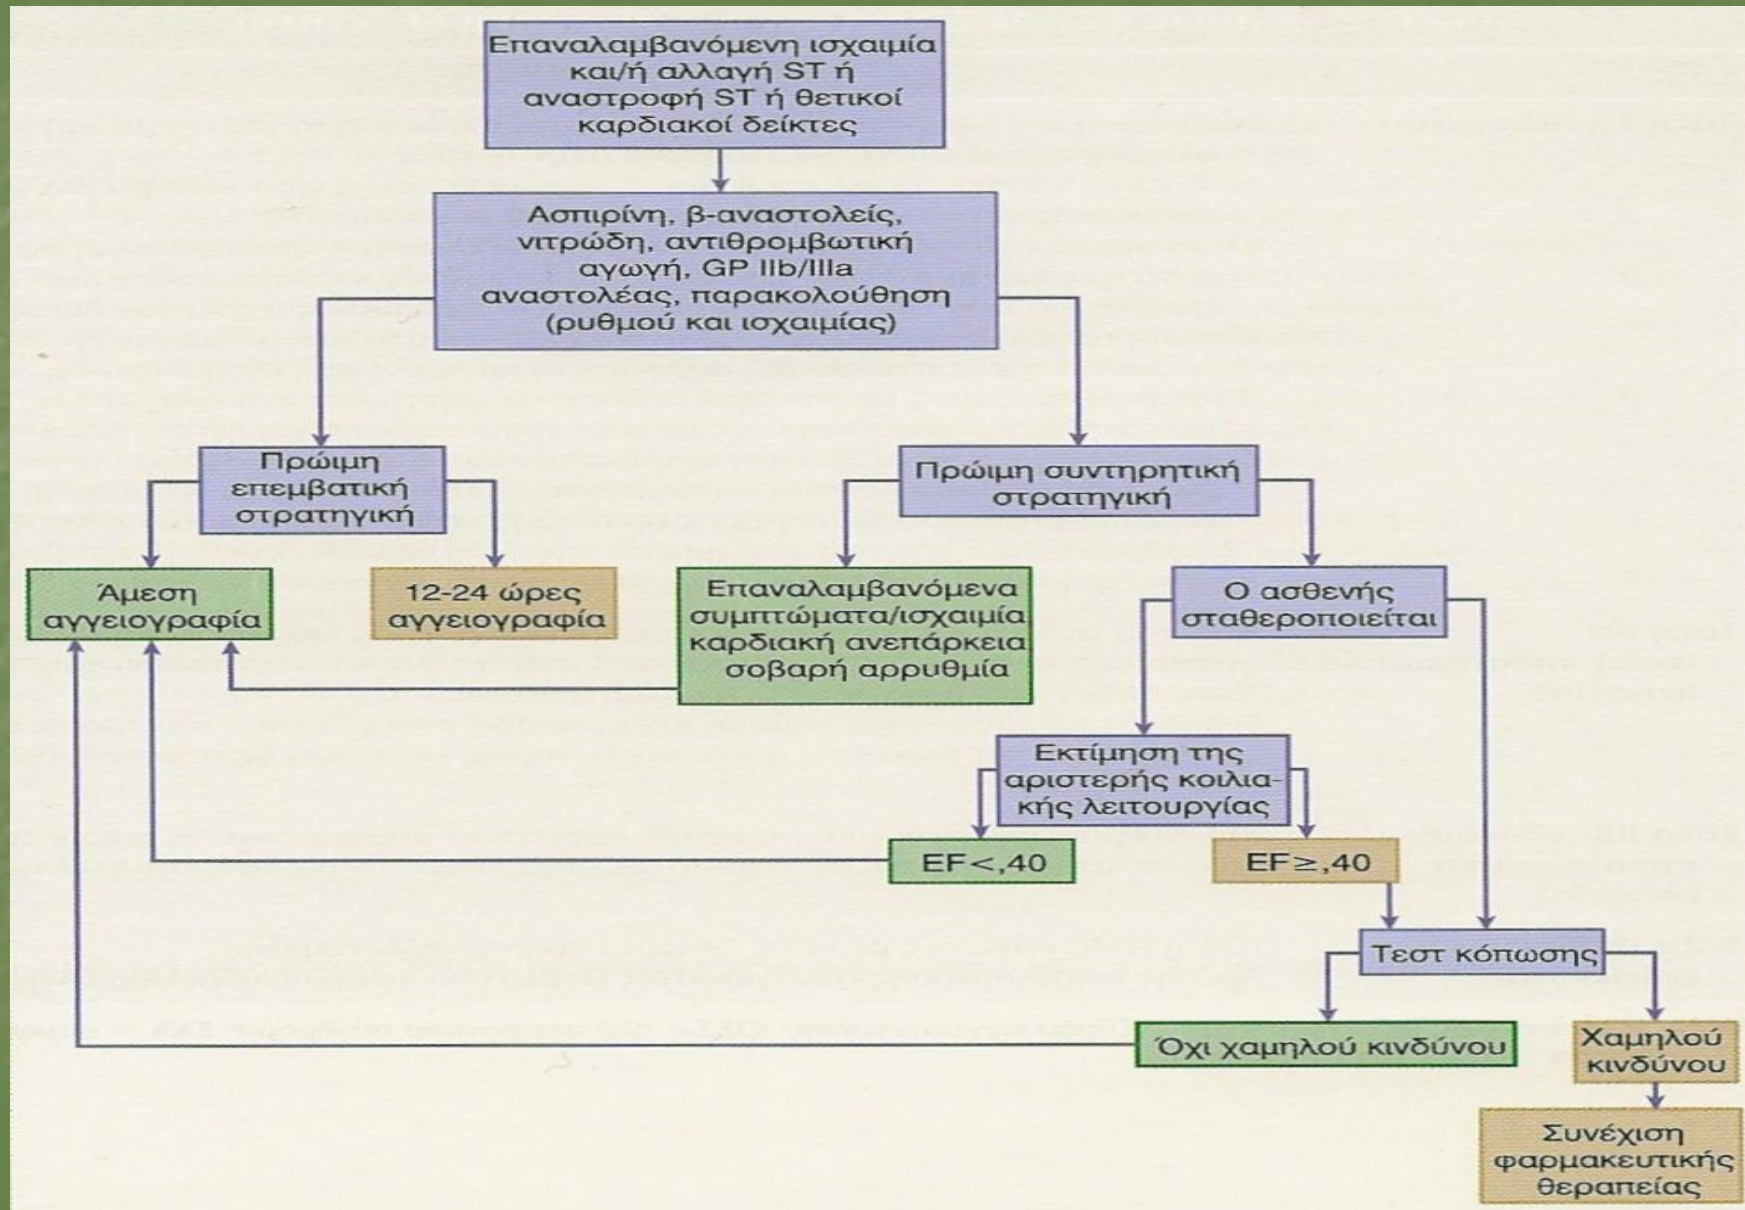 Επαναλαμβανόμενη ισχαιμία
και/ή αλλαγή ST ή
αναστροφή ST ή θετικοί
καρδιακοί δείκτες
Ασπιρίνη, β-αναστολείς,
νιτρώδη, αντιθρομβωτική
αγωγή, GP IIb/IIIa
αναστολέας, παρακολούθηση
(ρυθμού και ισχαιμίας)
Πρώιμη
επεμβατική
στρατηγική
Πρώιμη συντηρητική
στρατηγική
Άμεση
αγγειογραφία
12-24 ώρες
αγγειογραφία
Επαναλαμβανόμενα
συμπτώματα/ισχαιμία
καρδιακή ανεπάρκεια
σοβαρή αρρυθμία
Ο ασθενής
σταθεροποιείται
Εκτίμηση της
αριστερής κοιλια-
κής λειτουργίας
EF<,40
EF≥,40
Τεστ κόπωσης
Όχι χαμηλού κινδύνου
Χαμηλού
κινδύνου
Συνέχιση
φαρμακευτικής
θεραπείας